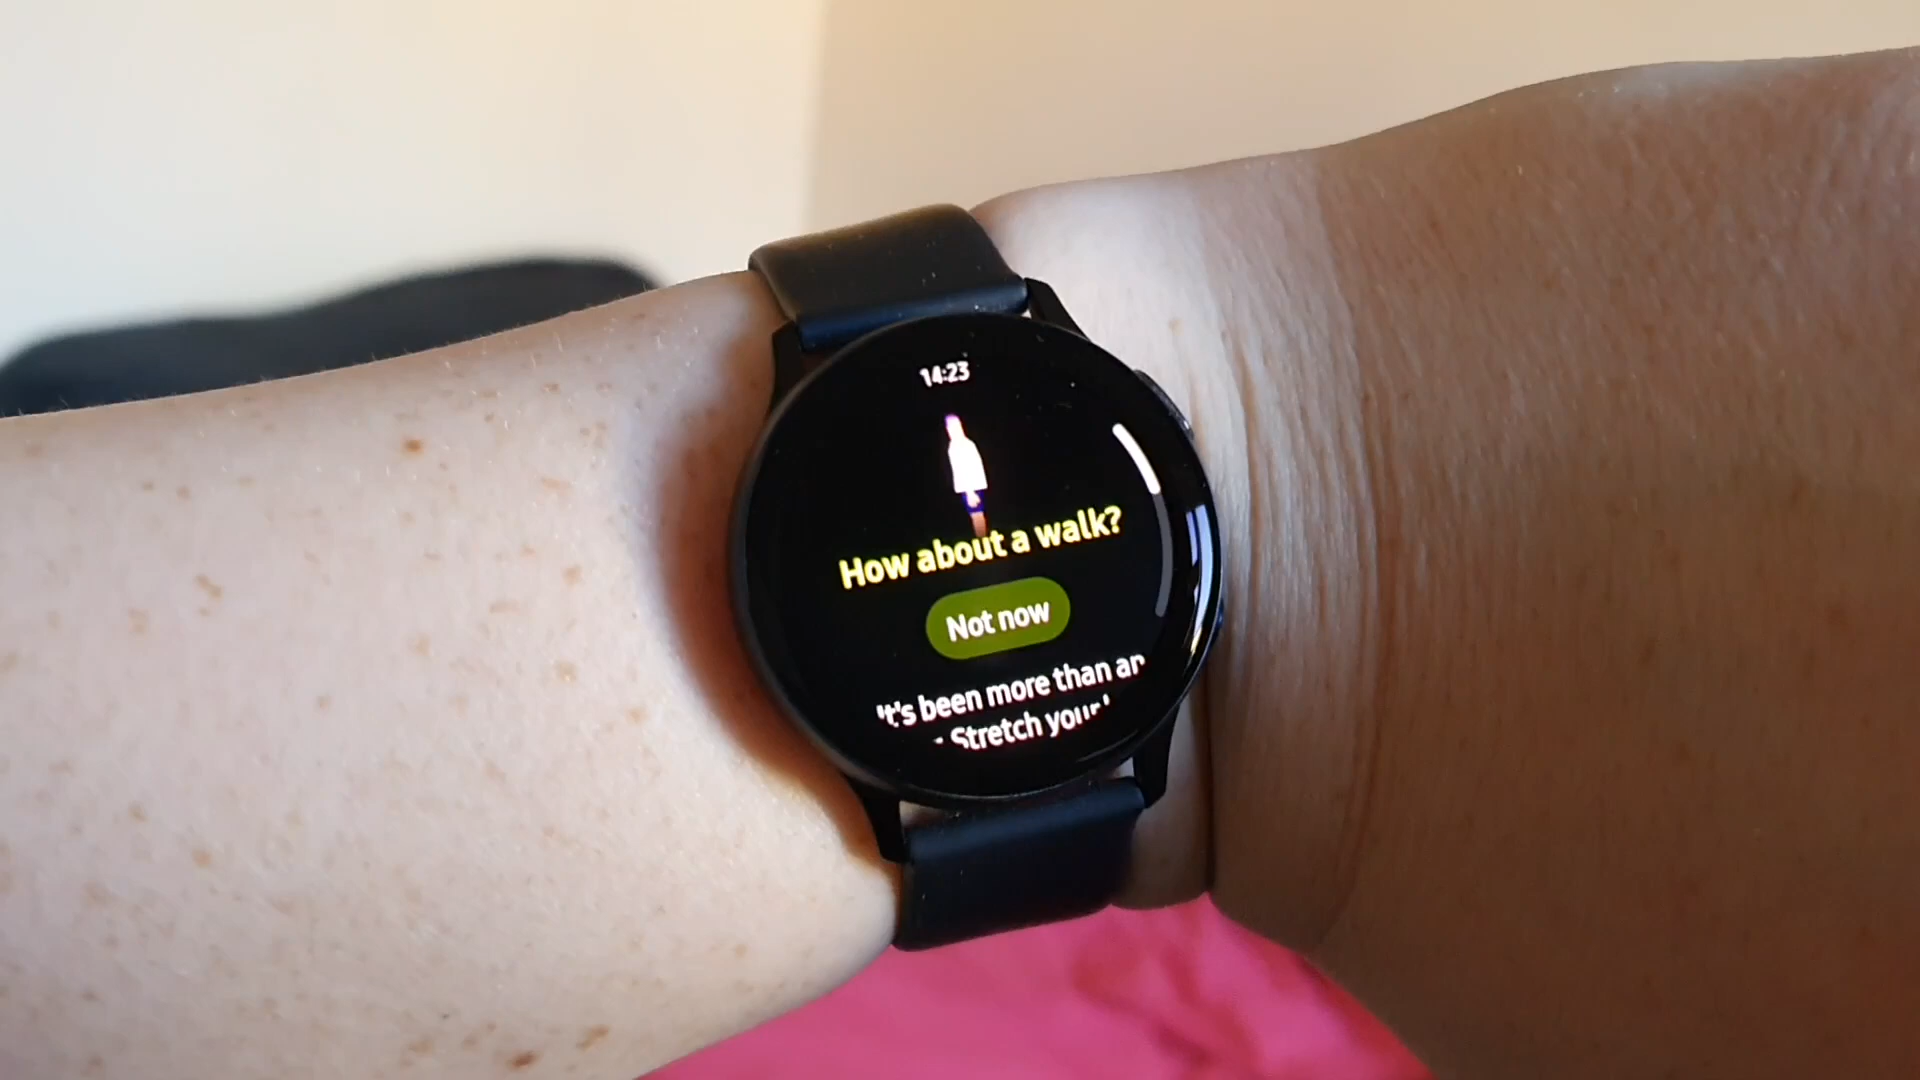 14:23
How about a walk?
Not now
It's been more than an
Stretch your